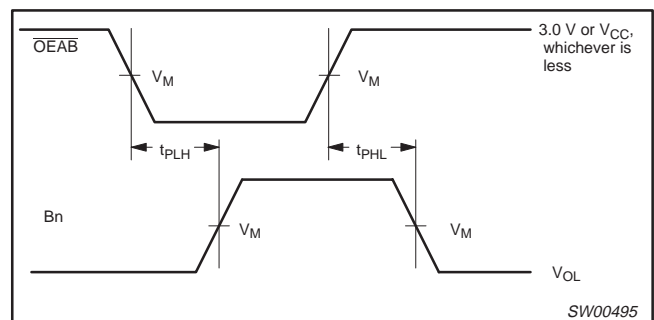 OEAB
3.0 V or VCC,
whichever is
less
VM
VM
tPLH
tPHL
Bn
VM
VM
VOL
SW00495